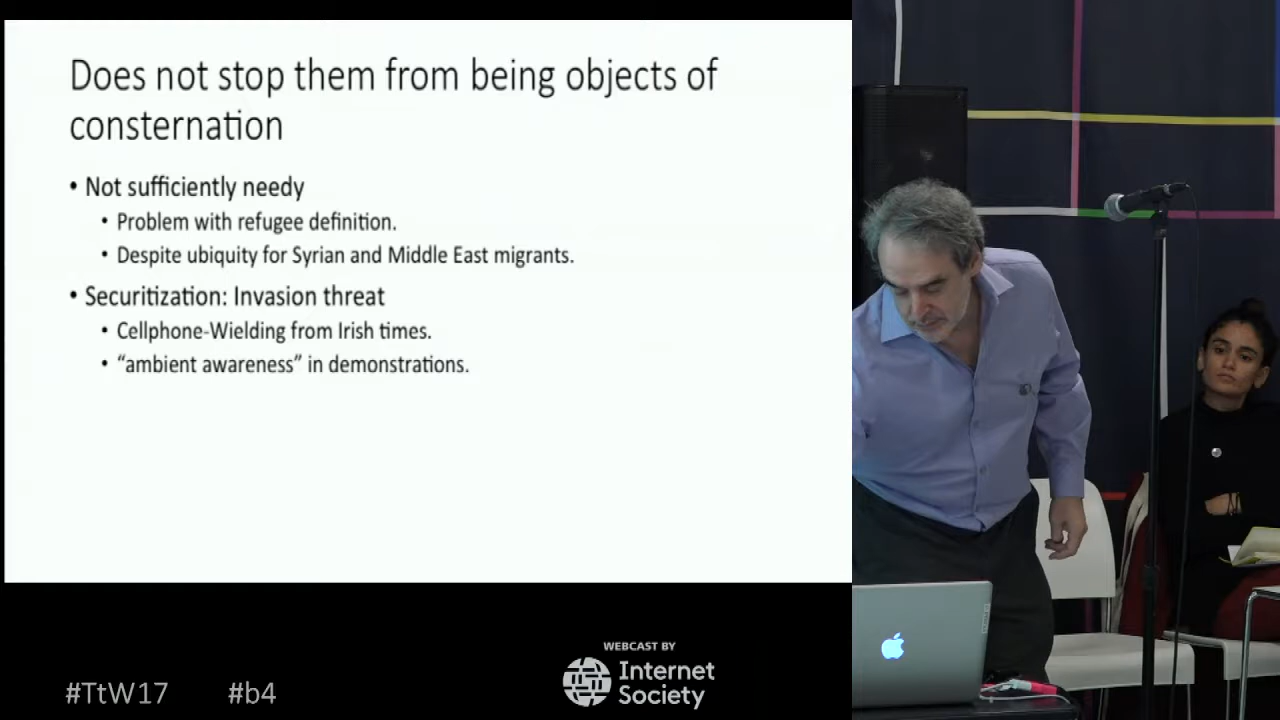 Does not stop them from being objects of
consternation
• Not sufficiently needy
• Problem with refugee definition.
• Despite ubiquity for Syrian and Middle East migrants.
• Securitization: Invasion threat
• Cellphone-Wielding from Irish times.
• “ambient awareness” in demonstrations.
WEBCAST BY
Internet
Society
#TtW17 #b4